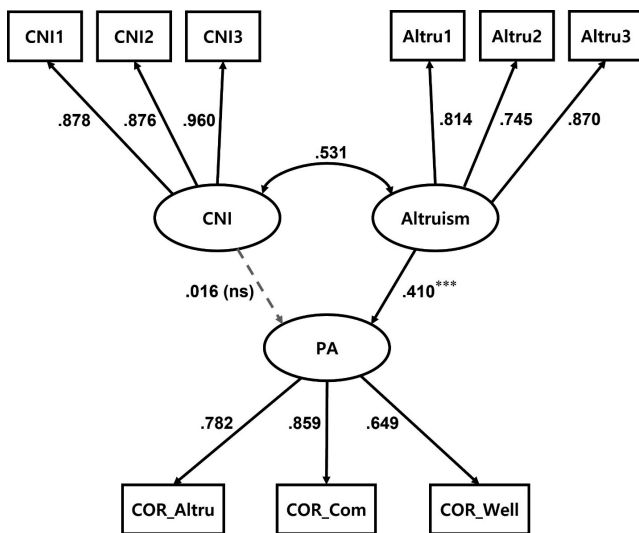 CNI1 CNI2 CNI3 Altru1 Altru2 Altru3
.878 .876 .960 .814 .745 .870
.531
CNI Altruism
.016 (ns) .410***
PA
.782 .859 .649
COR_Altru COR_Com COR_Well